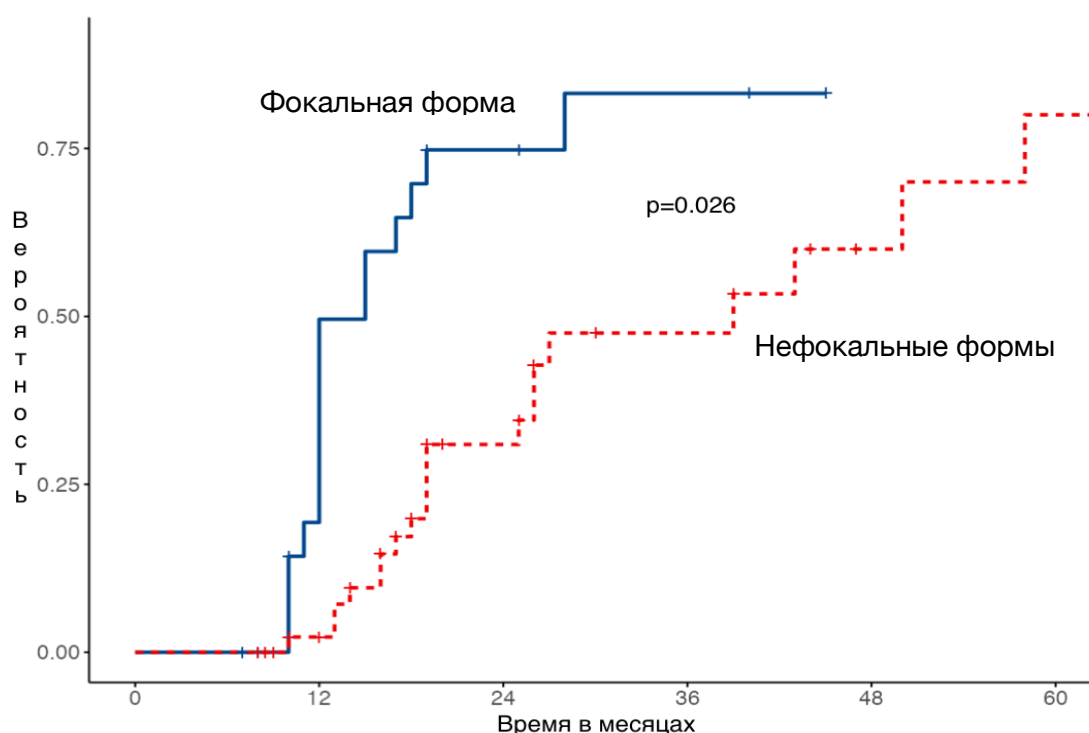 Фокальная форма
0.75
p=0.026
Вероятность
0.50
Нефокальные формы
0.25
0.00
0 12 24 36 48 60
Время в месяцах